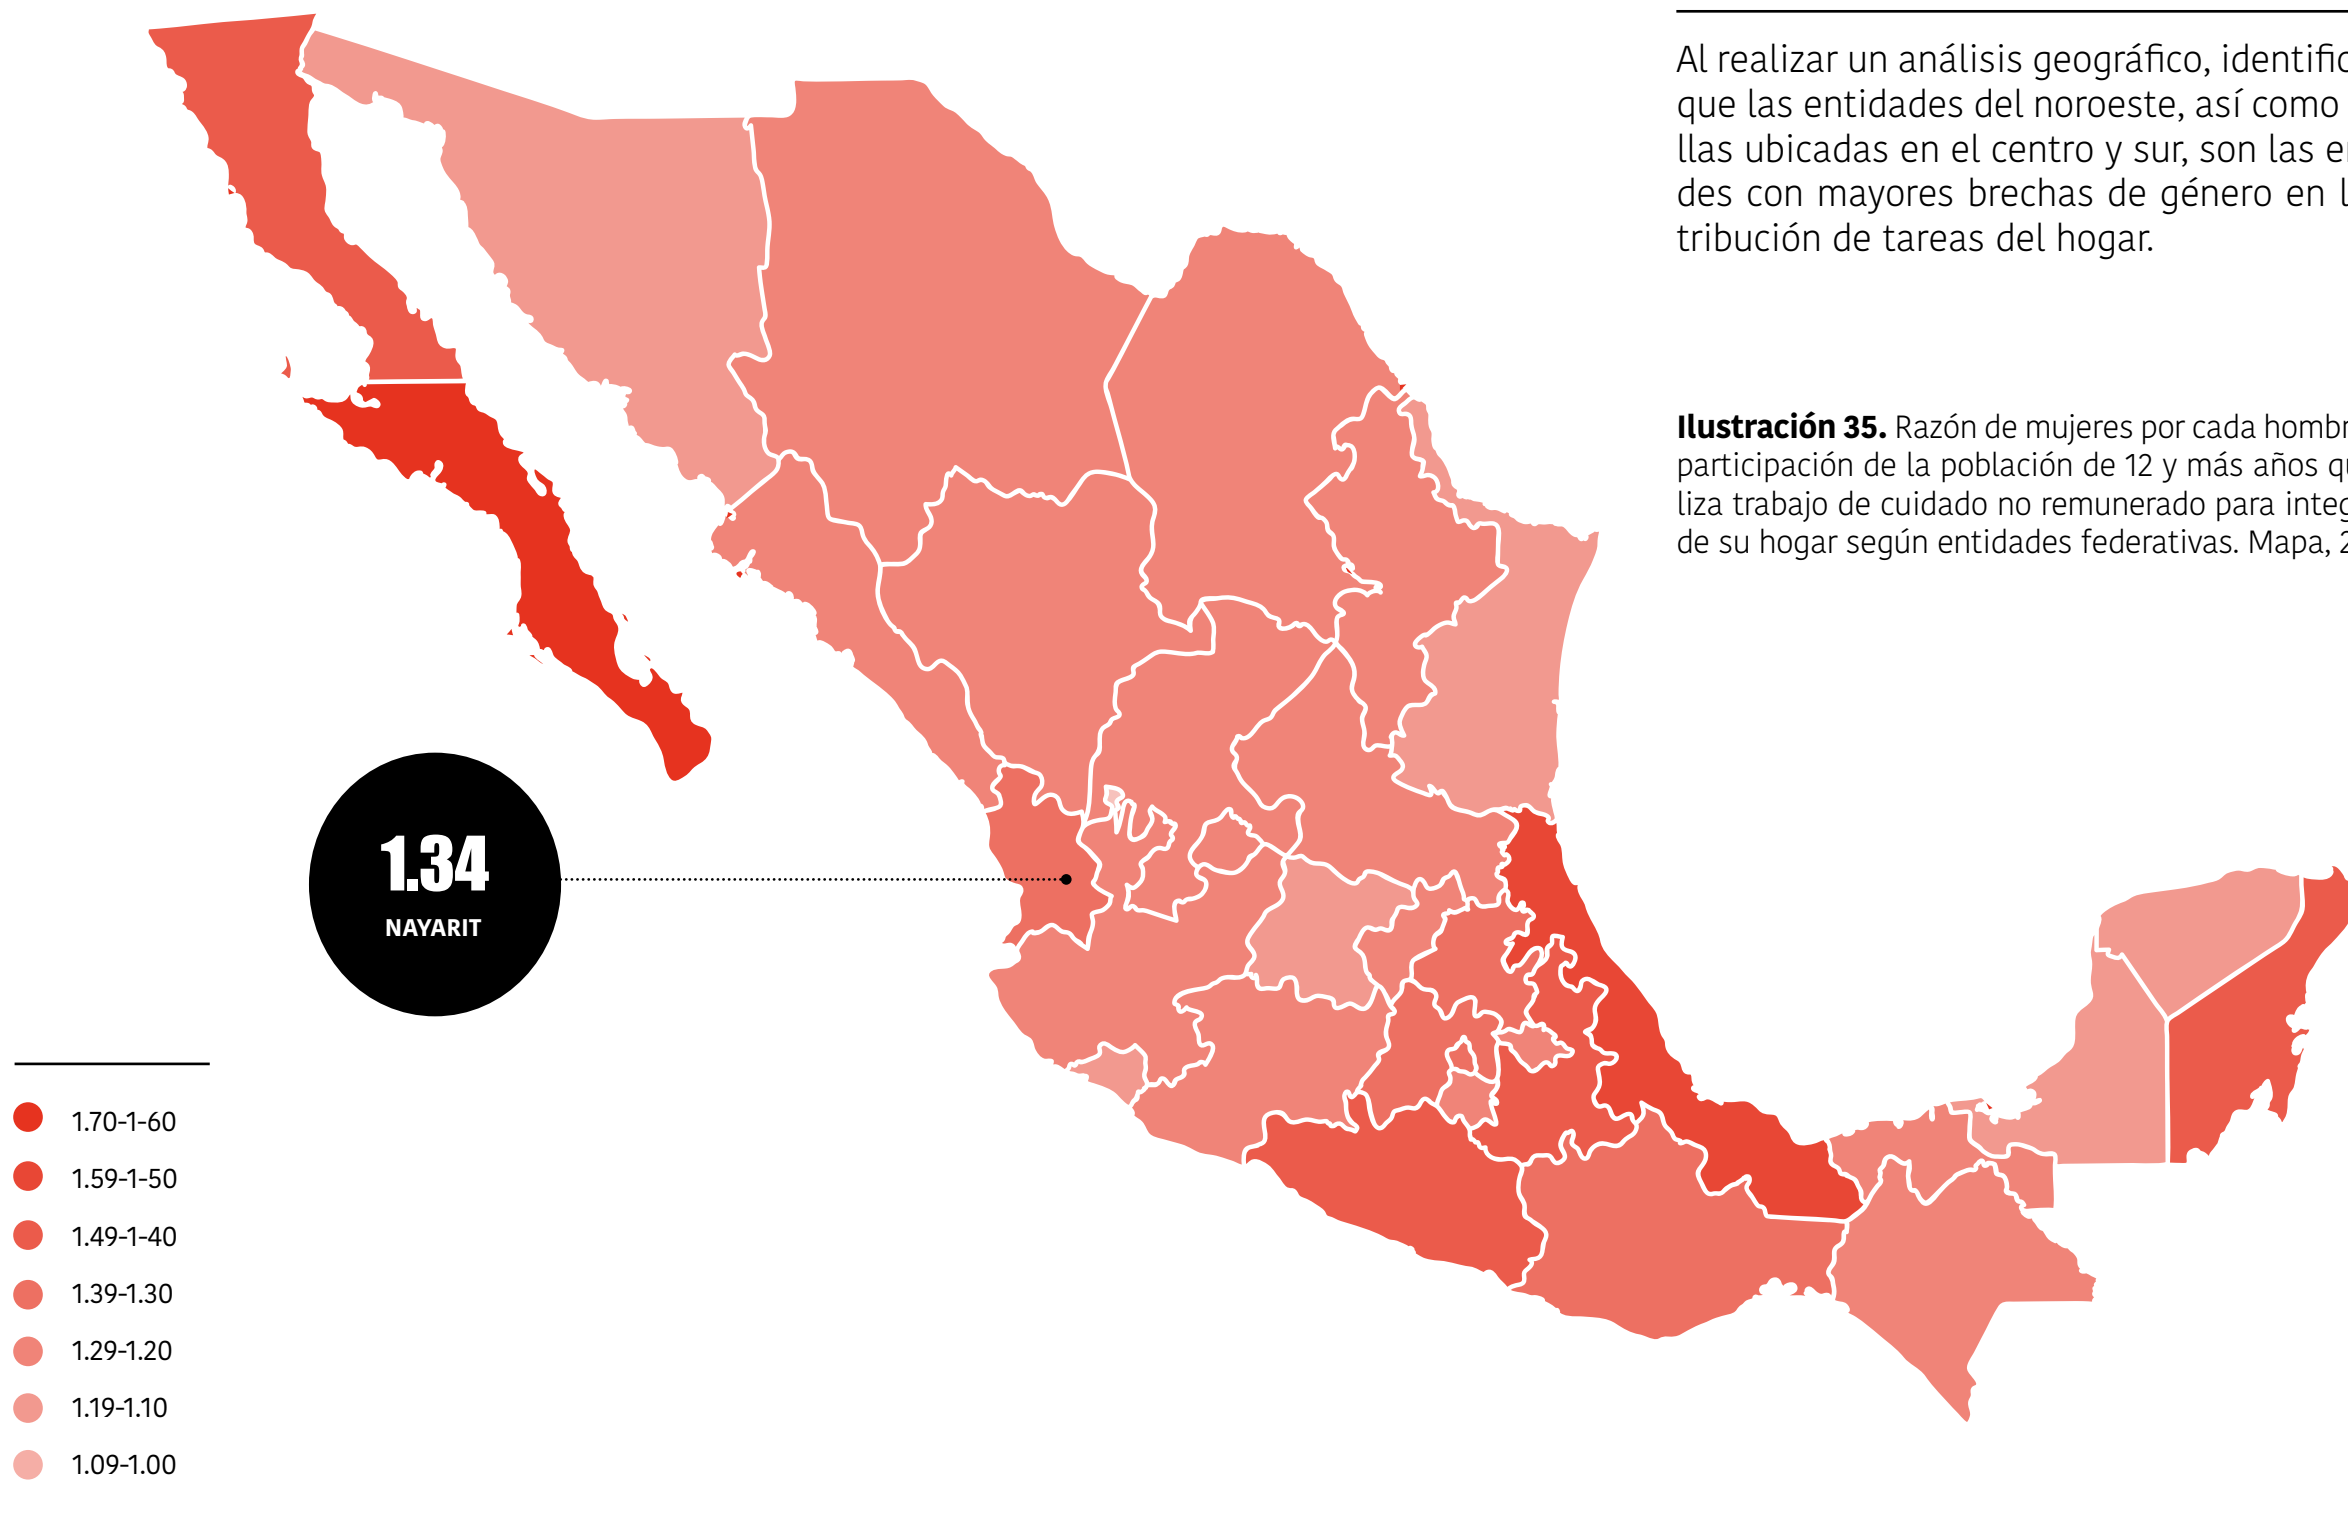 Al realizar un análisis geográfico,
que las entidades del noroeste, así como
llas ubicadas en el centro y sur, son las
des con mayores brechas de género en
tribución de tareas del hogar.
Ilustración 35. Razón de mujeres por cada
participación de la población de 12 y más años
liza trabajo de cuidado no remunerado para
de su hogar según entidades federativas. Mapa,
1.34
NAYARIT
1.70-1-60
1.59-1-50
1.49-1-40
1.39-1.30
1.29-1.20
1.19-1.10
1.09-1.00